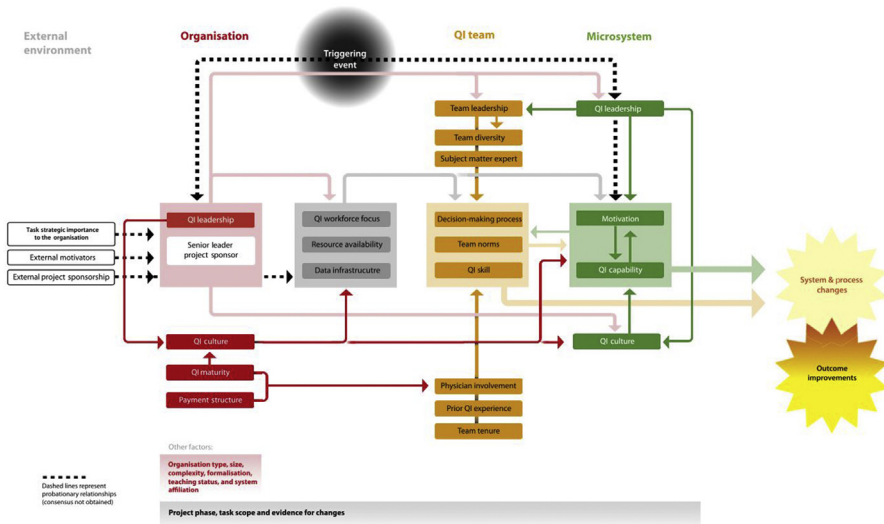 External
environment
Organisation
QI team
Microsystem
Triggering
event
Team leadership
QI leadership
Team diversity
Subject matter expert
QI leadership
QI workforce focus
Decision-making process
Motivation
Task strategic importance
to the organisation
Senior leader
project sponsor
Resource availability
Team norms
External motivators
External project sponsorship
Data infrastrucutre
QI skill
QI capability
System & process
changes
QI culture
QI culture
QI maturity
Payment structure
Physician involvement
Prior QI experience
Team tenure
Outcome
improvements
Other factors:
Organisation type, size,
complexity, formalisation,
teaching status, and system
affiliation
Dashed lines represent
probationary relationships
(consensus not obtained)
Project phase, task scope and evidence for changes